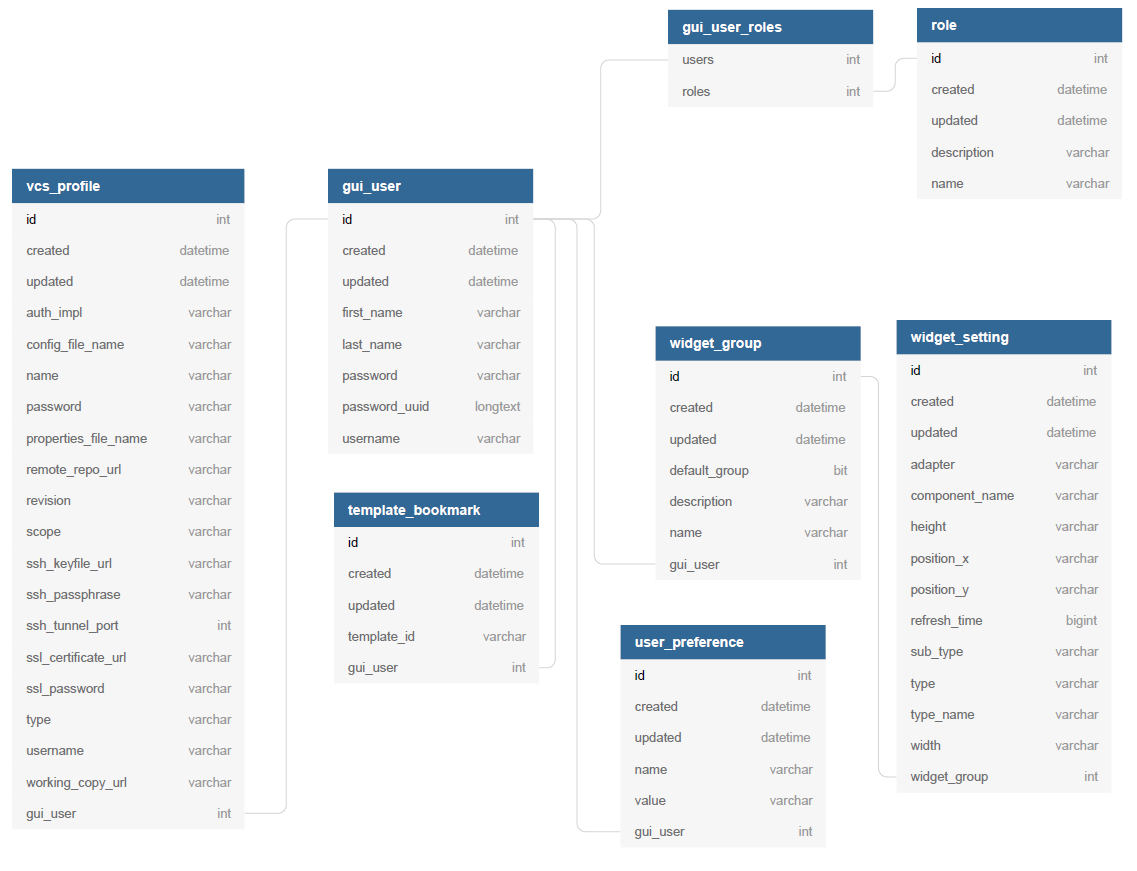 gui_user_roles
users int
roles int
role
id int
created datetime
updated datetime
description varchar
name varchar
vcs_profile
id int
created datetime
updated datetime
auth_impl varchar
config_file_name varchar
name varchar
password varchar
properties_file_name varchar
remote_repo_url varchar
revision varchar
scope varchar
ssh_keyfile_url varchar
ssh_passphrase varchar
ssh_tunnel_port int
ssl_certificate_url varchar
ssl_password varchar
type varchar
username varchar
working_copy_url varchar
gui_user int
gui_user
id int
created datetime
updated datetime
first_name varchar
last_name varchar
password varchar
password_uuid longtext
username varchar
template_bookmark
id int
created datetime
updated datetime
template_id varchar
gui_user int
widget_group
id int
created datetime
updated datetime
default_group bit
description varchar
name varchar
gui_user int
user_preference
id int
created datetime
updated datetime
name varchar
value varchar
gui_user int
widget_setting
id int
created datetime
updated datetime
adapter varchar
component_name varchar
height varchar
position_x varchar
position_y varchar
refresh_time bigint
sub_type varchar
type varchar
type_name varchar
width varchar
widget_group int